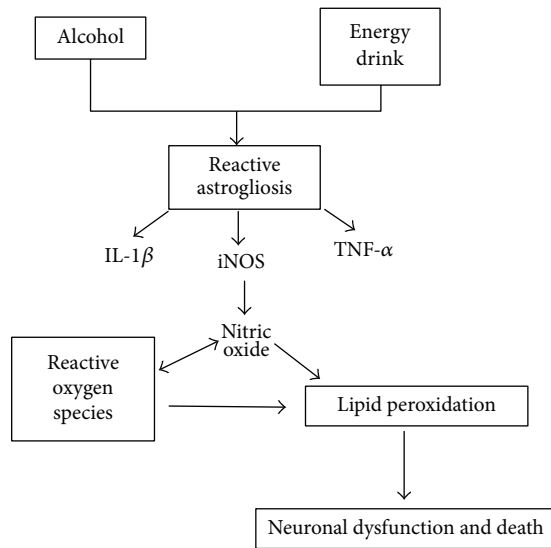 Alcohol
Energy
drink
Reactive
astrogliosis
IL-1β
iNOS
TNF-α
Nitric
oxide
Reactive
oxygen
species
Lipid peroxidation
Neuronal dysfunction and death